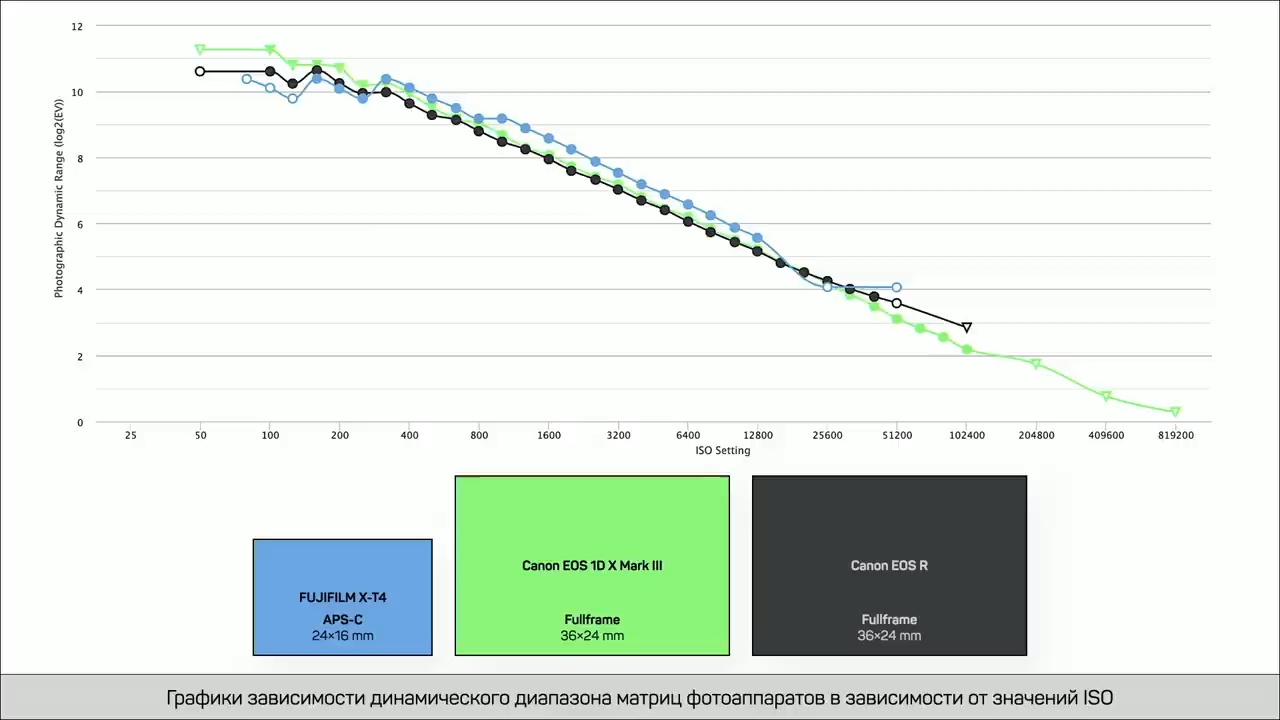 12
10
8
6
4
2
0
Photographic Dynamic Range (log2(EV))
25 50 100 200 400 800 1600 3200 6400 12800 25600 51200 102400 204800 409600 819200
ISO Setting
FUJIFILM X-T4
APS-C
24×16 mm
Canon EOS 1D X Mark III
Fullframe
36×24 mm
Canon EOS R
Fullframe
36×24 mm
Графики зависимости динамического диапазона матриц фотоаппаратов в зависимости от значений ISO